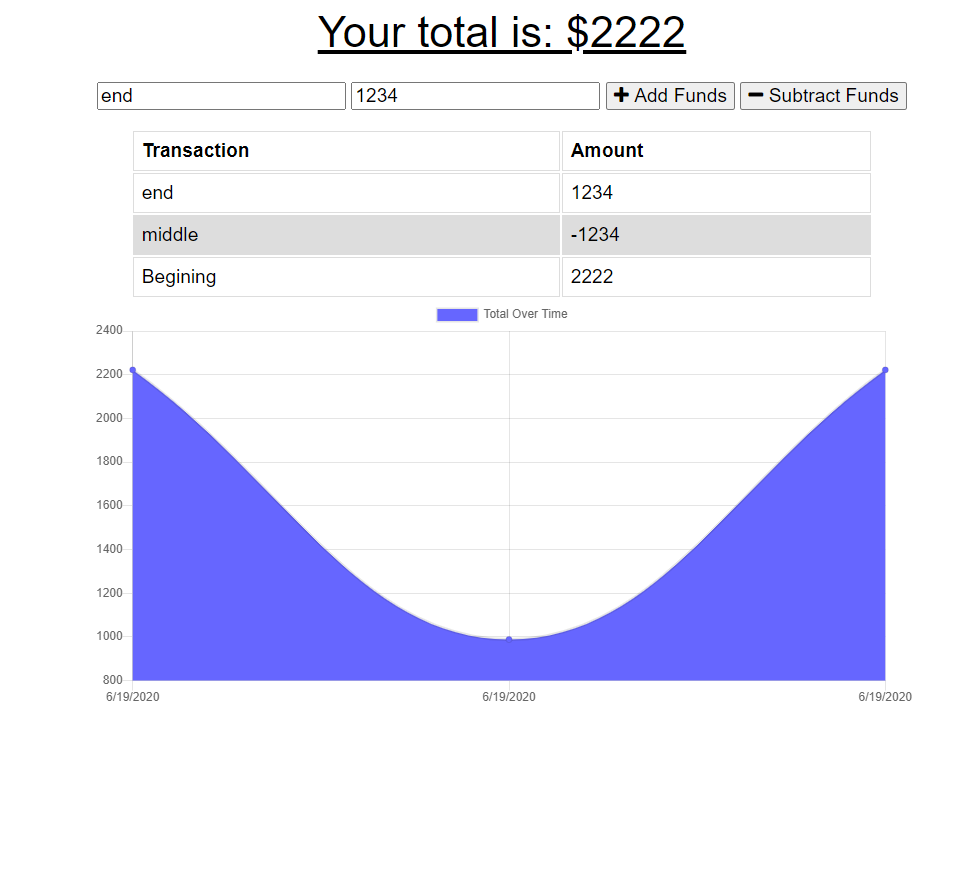 Your total is: $2222
end 1234 Add Funds Subtract Funds
Transaction Amount
end 1234
middle -1234
Begining 2222
Total Over Time
2400
2200
2000
1800
1600
1400
1200
1000
800
6/19/2020 6/19/2020 6/19/2020